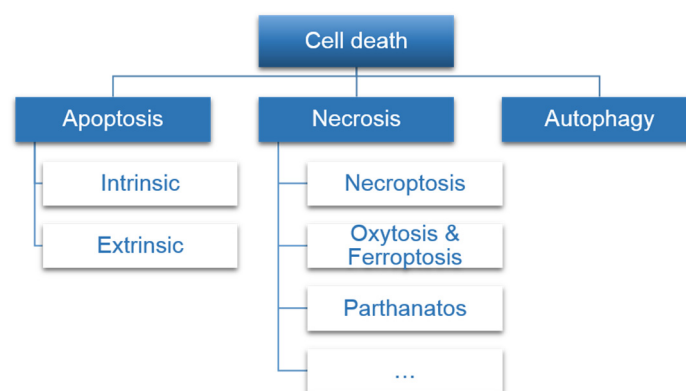 Cell death
Apoptosis
Intrinsic
Extrinsic
Necrosis
Necroptosis
Oxytosis &
Ferroptosis
Parthanatos
...
Autophagy